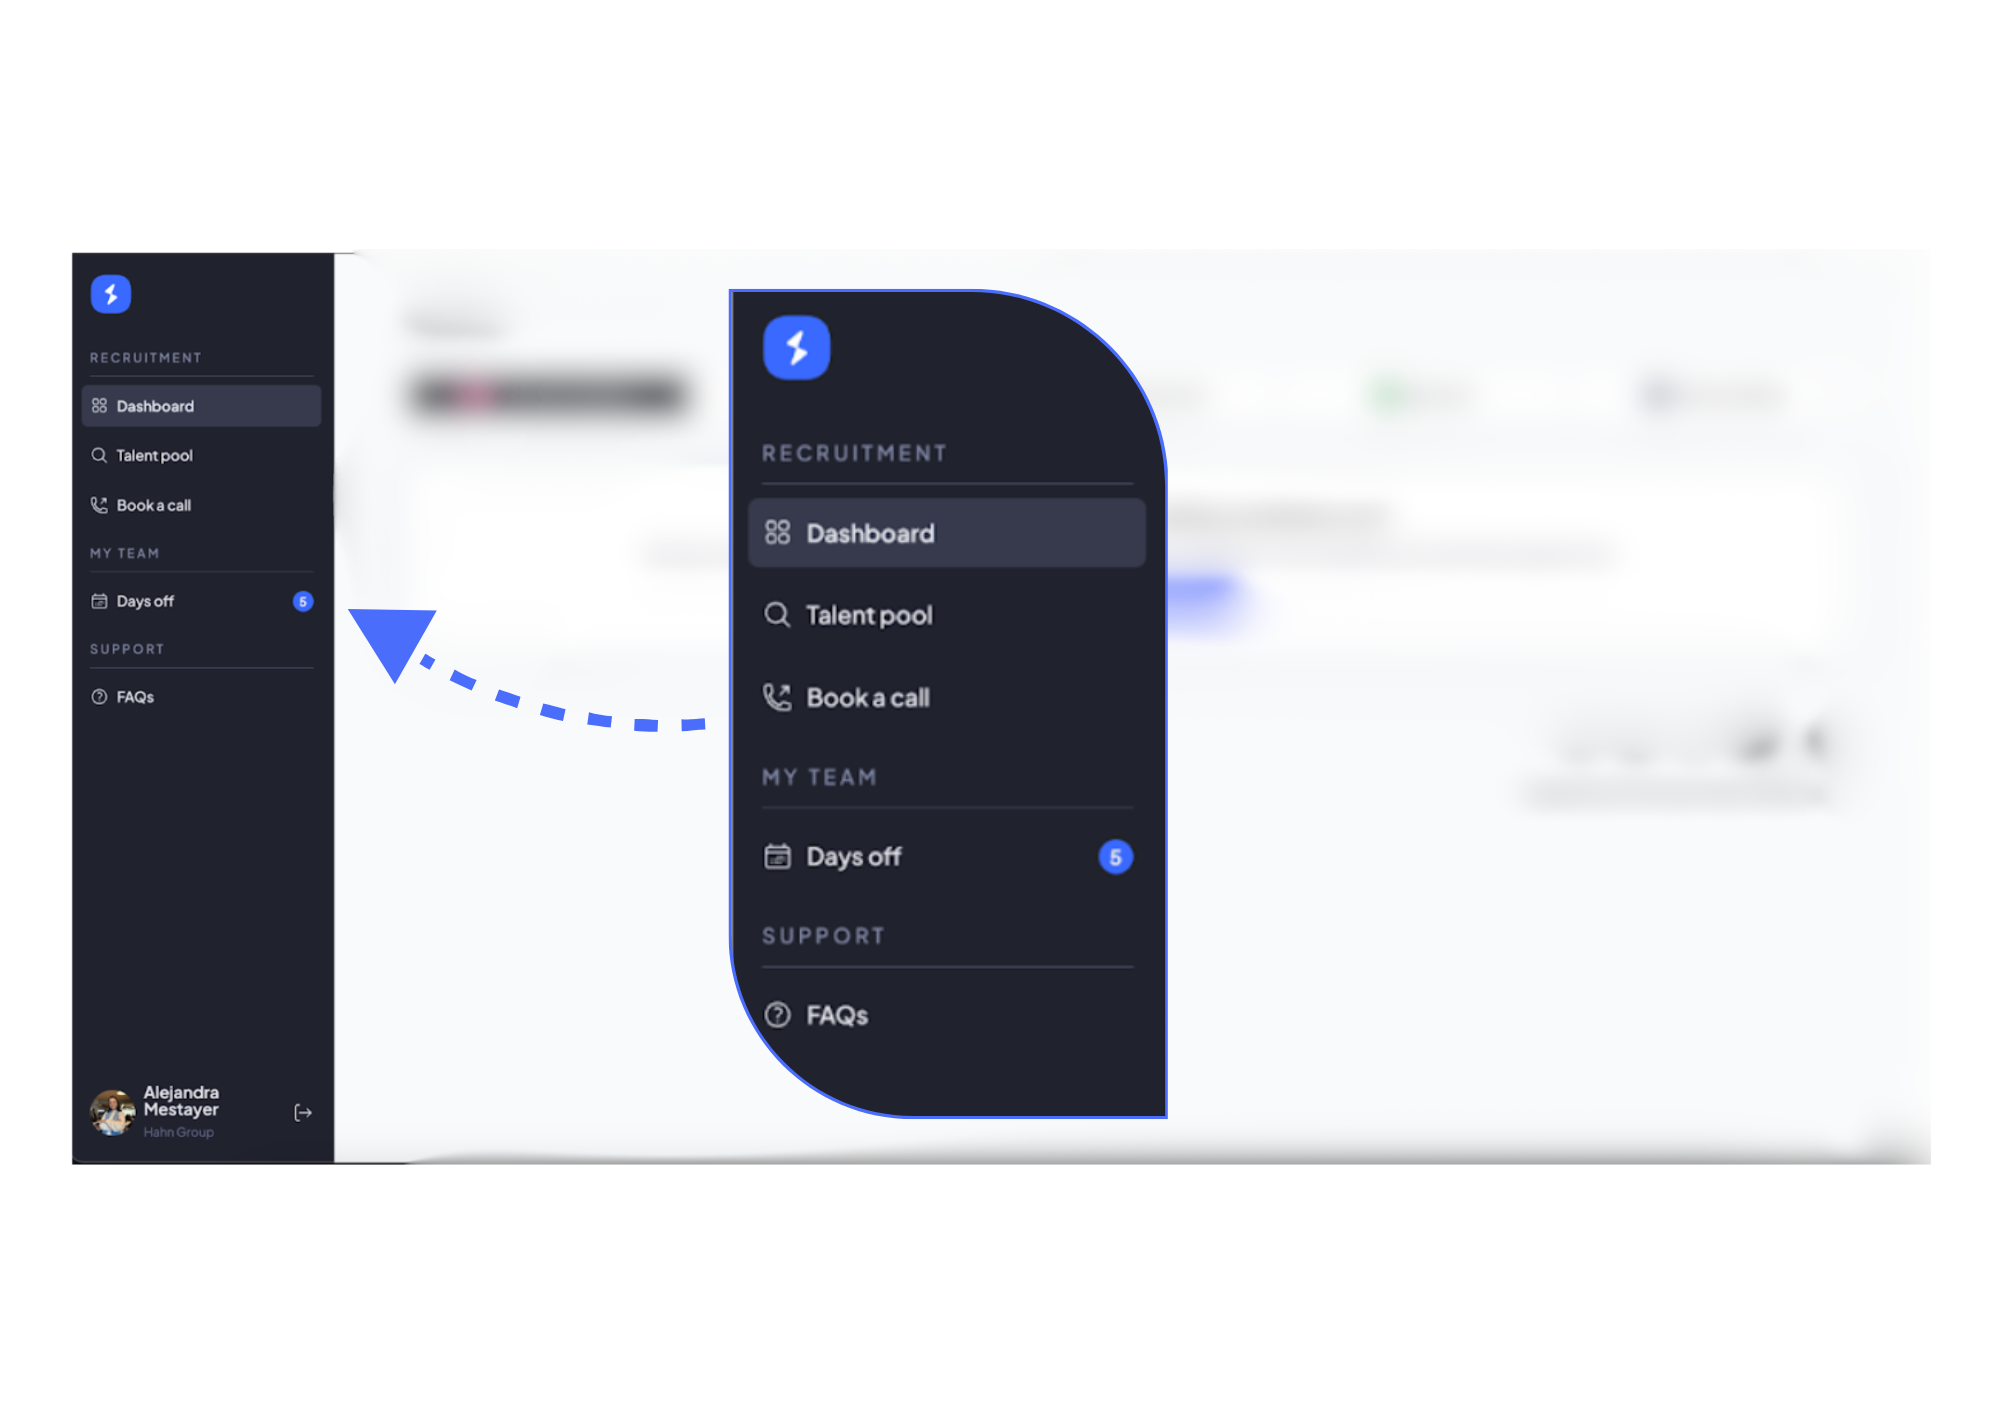 RECRUITMENT
Dashboard
Talent pool
Book a call
MY TEAM
Days off 5
SUPPORT
FAQs
Alejandra
Mestayer
Hahn Group
RECRUITMENT
Dashboard
Talent pool
Book a call
MY TEAM
Days off 5
SUPPORT
FAQs